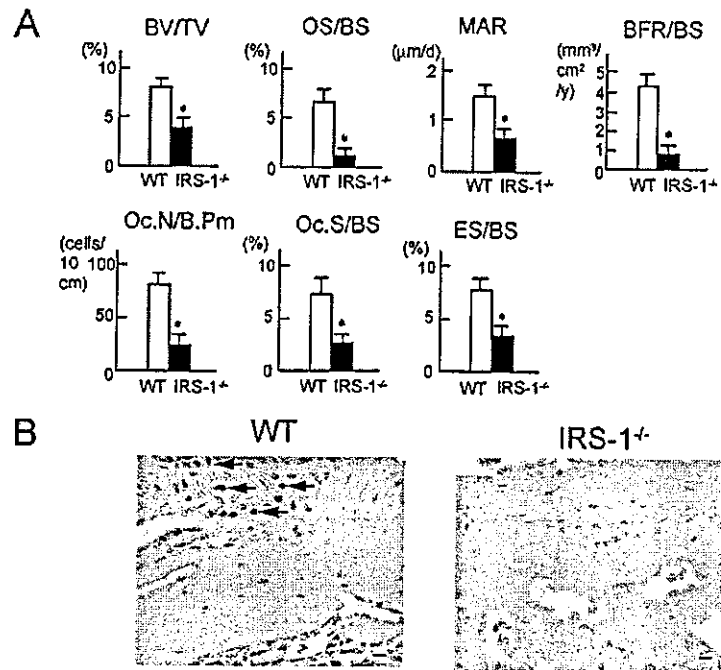 A
BV/TV OS/BS MAR BFR/BS
(%) (%) (μm/d) (mm³/
cm²
/y)
10 10 2 5
4
5 5 1 3
2
1
0 0 0 0
* * * *
WT IRS-1-/- WT IRS-1-/- WT IRS-1-/- WT IRS-1-/-
Oc.N/B.Pm Oc.S/BS ES/BS
(cells/ (%) (%)
10 100 10 10
cm)
50 5 5
0 0 0
* * *
WT IRS-1-/- WT IRS-1-/- WT IRS-1-/-
B
WT IRS-1-/-